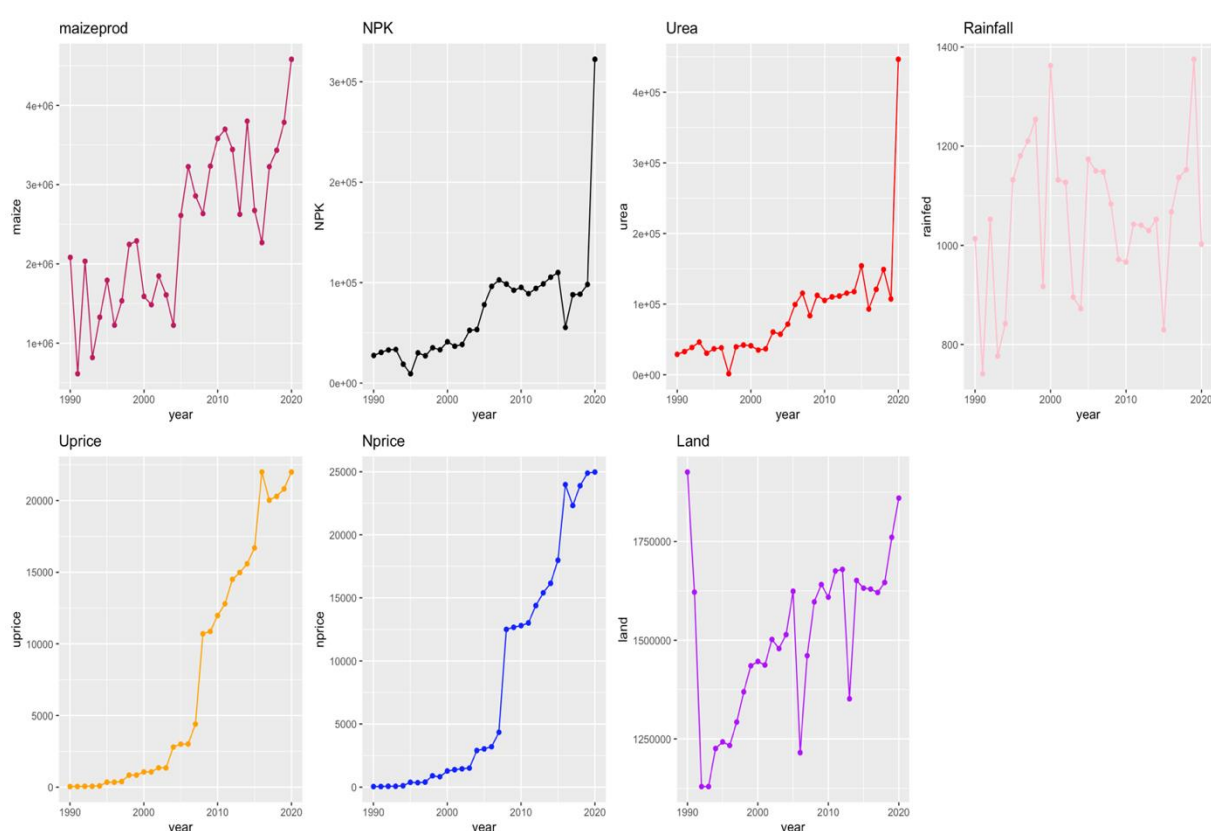 maizeprod
maize
4e+06
3e+06
2e+06
1e+06
1990 2000 2010 2020
year
NPK
NPK
3e+05
2e+05
1e+05
0e+00
1990 2000 2010 2020
year
Urea
urea
4e+05
3e+05
2e+05
1e+05
0e+00
1990 2000 2010 2020
year
Rainfall
rainfed
1400
1200
1000
800
1990 2000 2010 2020
year
Uprice
uprice
20000
15000
10000
5000
0
1990 2000 2010 2020
year
Nprice
nprice
25000
20000
15000
10000
5000
0
1990 2000 2010 2020
year
Land
land
1750000
1500000
1250000
1990 2000 2010 2020
year